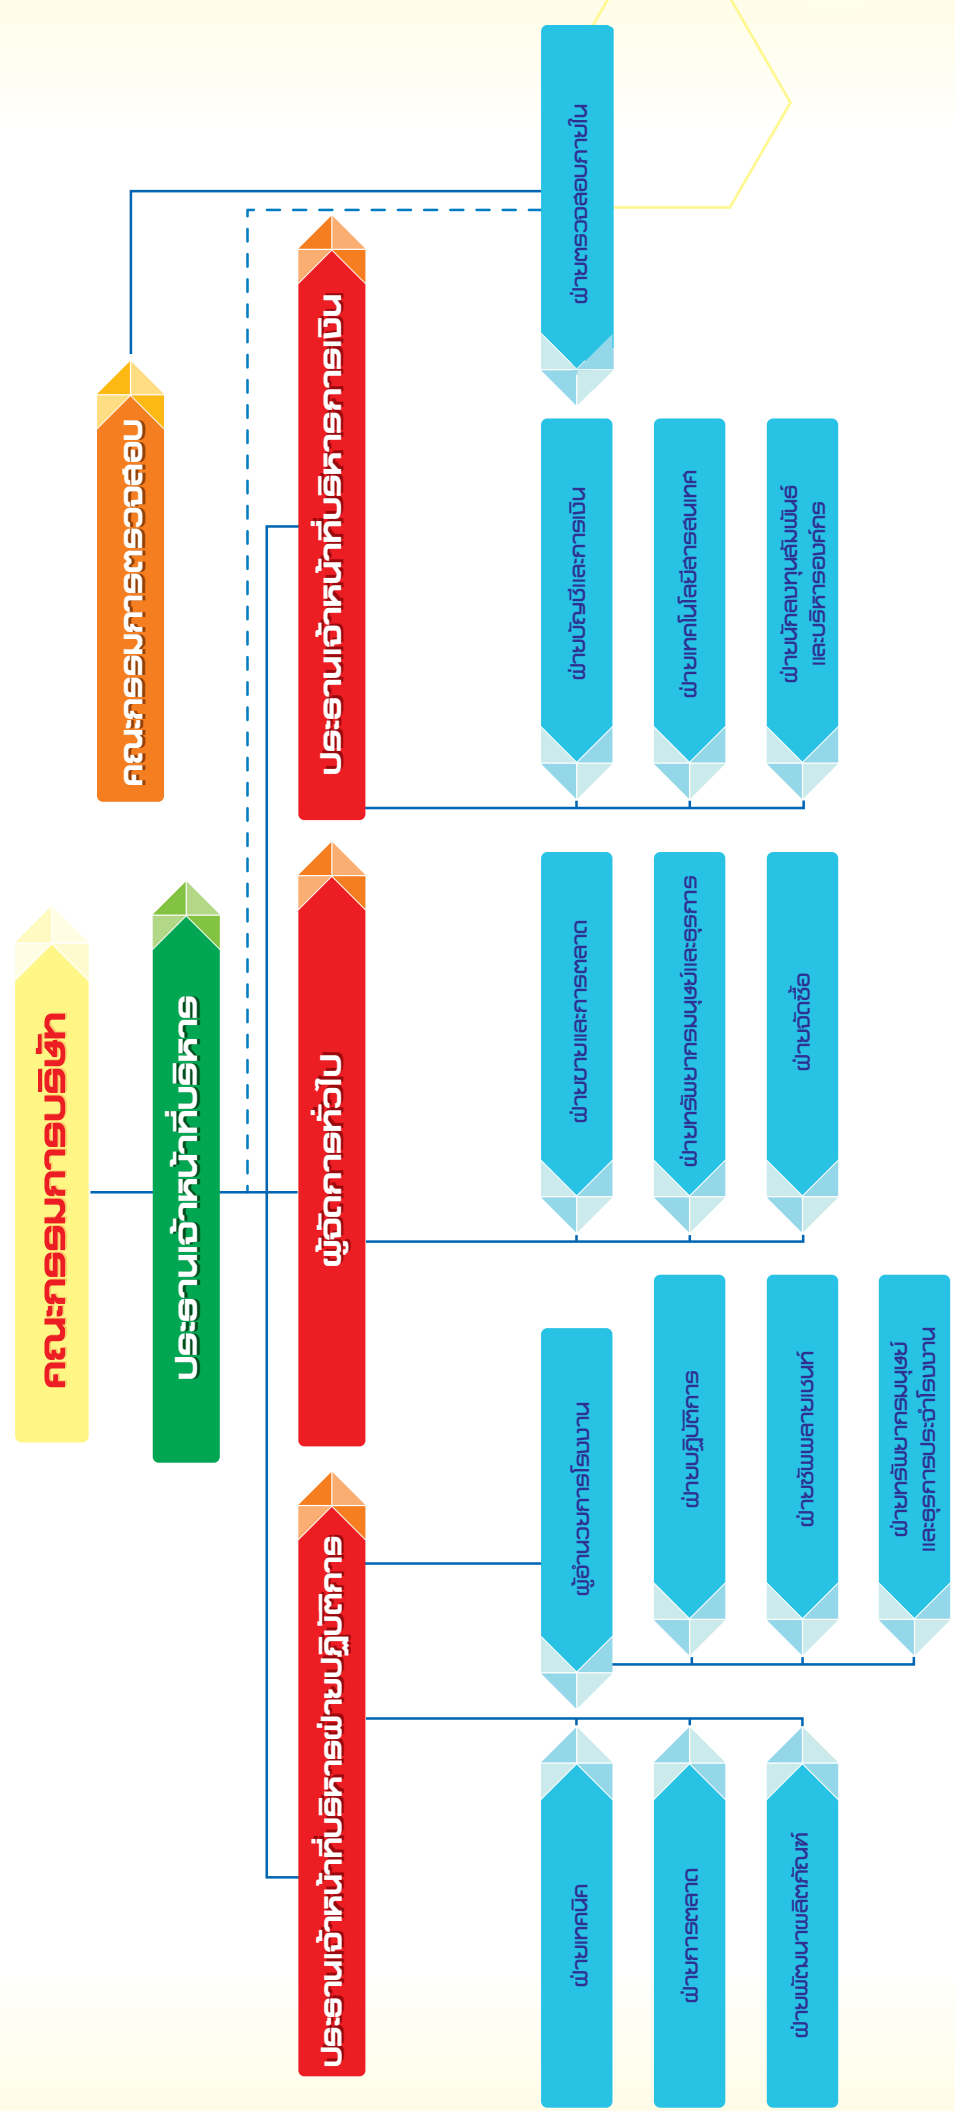 คณะกรรมการบริษัท
คณะกรรมการตรวจสอบ
ประธานเจ้าหน้าที่บริหาร
ประธานเจ้าหน้าที่บริหารฝ่ายปฏิบัติการ
ผู้จัดการทั่วไป
ประธานเจ้าหน้าที่บริหารการเงิน
ฝ่ายเทคนิค
ฝ่ายการตลาด
ฝ่ายพัฒนาผลิตภัณฑ์
ผู้อำนวยการโรงงาน
ฝ่ายปฏิบัติการ
ฝ่ายซัพพลายเชนท์
ฝ่ายทรัพยากรมนุษย์
และธุรการประจำโรงงาน
ฝ่ายขายและการตลาด
ฝ่ายทรัพยากรมนุษย์และธุรการ
ฝ่ายจัดซื้อ
ฝ่ายบัญชีและการเงิน
ฝ่ายเทคโนโลยีสารสนเทศ
ฝ่ายนักลงทุนสัมพันธ์
และบริหารองค์กร
ฝ่ายตรวจสอบภายใน